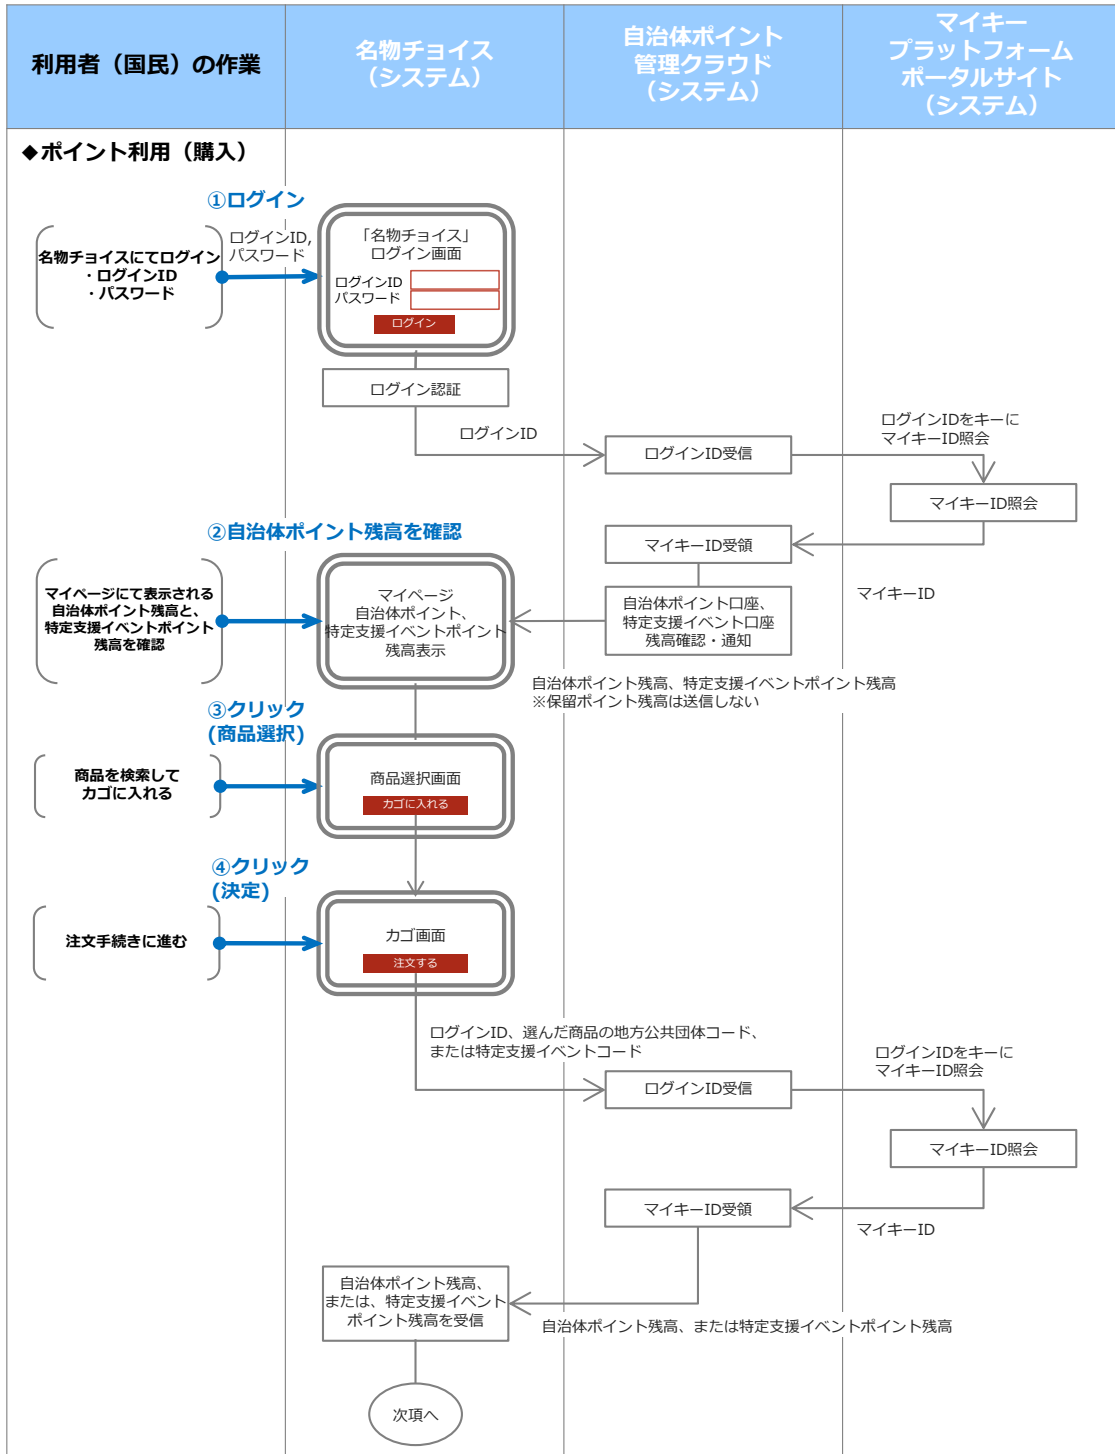 利用者（国民）の作業
名物チョイス
（システム）
自治体ポイント
管理クラウド
（システム）
マイキー
プラットフォーム
ポータルサイト
（システム）
◆ポイント利用（購入）
①ログイン
名物チョイスにてログイン
・ログインID
・パスワード
ログインID,
パスワード
「名物チョイス」
ログイン画面
ログインID
パスワード
ログイン
ログイン認証
ログインID
ログインID受信
ログインIDをキーに
マイキーID照会
マイキーID照会
②自治体ポイント残高を確認
マイキーID受領
マイキーID
マイページにて表示される
自治体ポイント残高と、
特定支援イベントポイント
残高を確認
マイページ
自治体ポイント、
特定支援イベントポイント
残高表示
自治体ポイント口座、
特定支援イベント口座
残高確認・通知
自治体ポイント残高、特定支援イベントポイント残高
※保留ポイント残高は送信しない
③クリック
(商品選択)
商品を検索して
カゴに入れる
商品選択画面
カゴに入れる
④クリック
(決定)
注文手続きに進む
カゴ画面
注文する
ログインID、選んだ商品の地方公共団体コード、
または特定支援イベントコード
ログインID受信
ログインIDをキーに
マイキーID照会
マイキーID照会
マイキーID受領
マイキーID
自治体ポイント残高、
または、特定支援イベント
ポイント残高を受信
自治体ポイント残高、または特定支援イベントポイント残高
次項へ